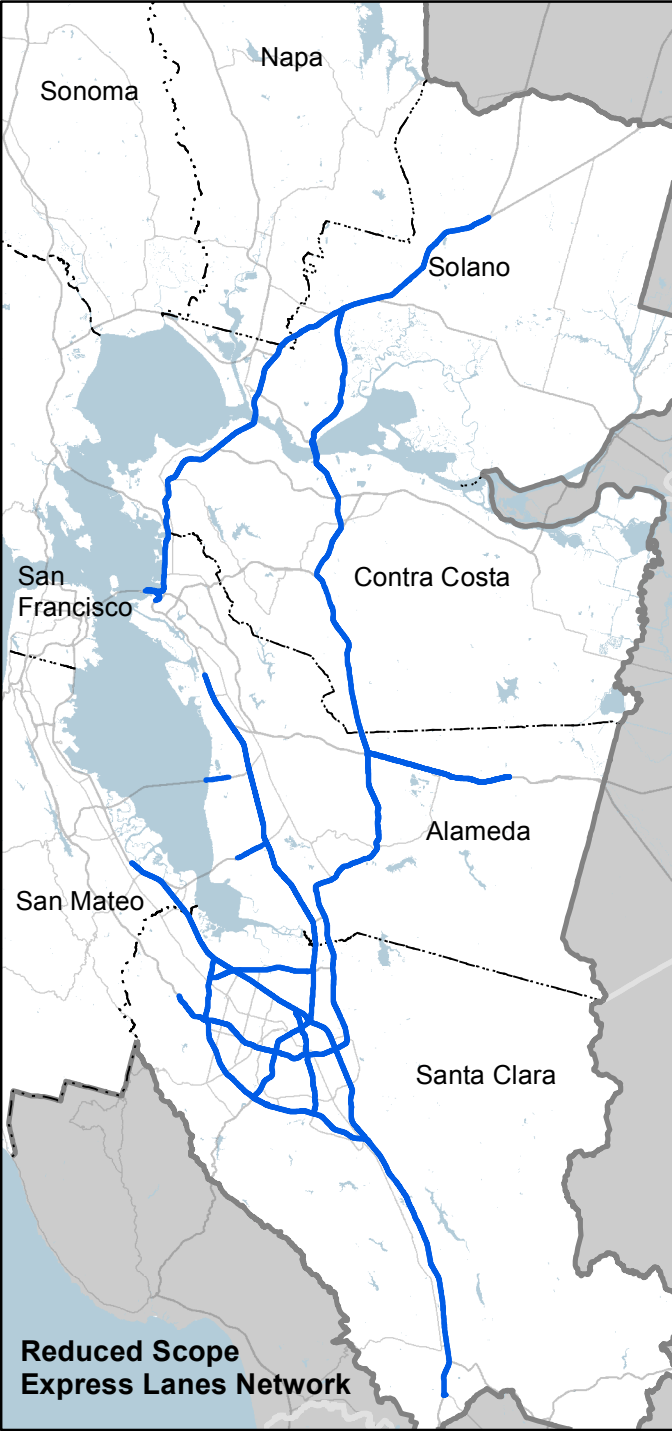 Napa
Sonoma
Solano
San
Francisco
Contra Costa
Alameda
San Mateo
Santa Clara
Reduced Scope
Express Lanes Network